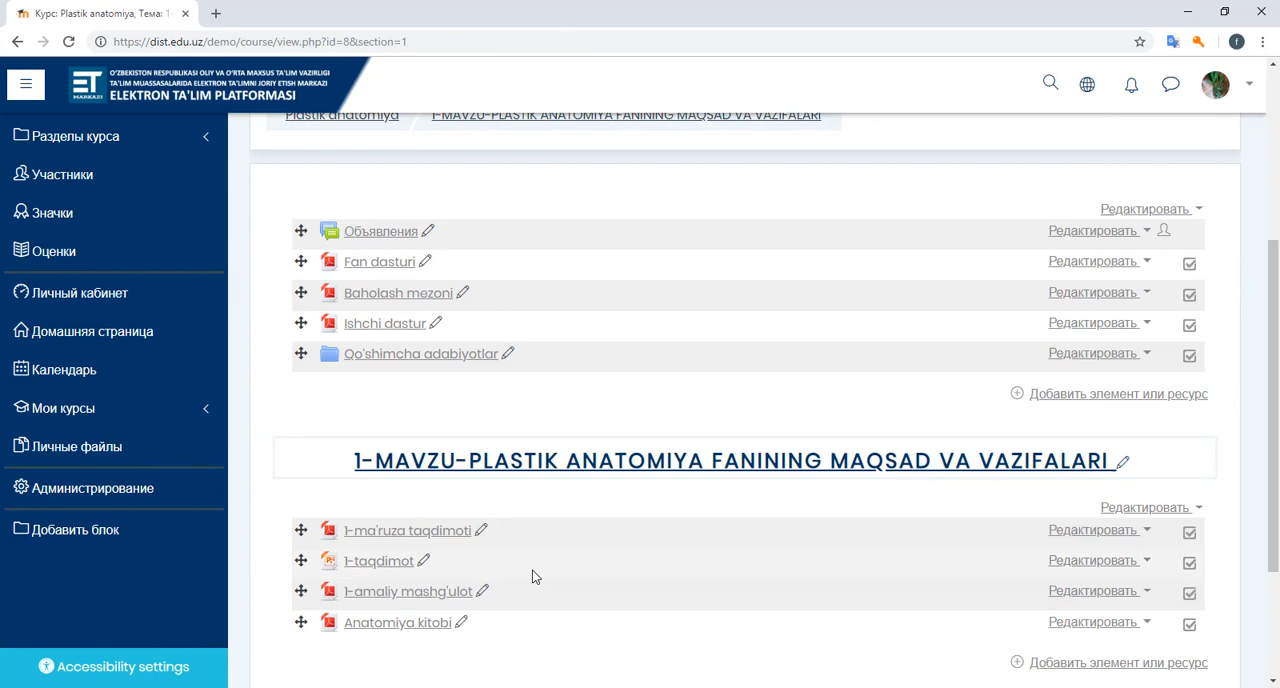 Курс: Plastik anatomiya, Тема: 1-
https://dist.edu.uz/demo/course/view.php?id=8&section=1
f
ET
MARKAZI
O'ZBEKISTON RESPUBLIKASI OLIY VA O'RTA MAXSUS TA'LIM VAZIRLIGI
TA'LIM MUASSASALARIDA ELEKTRON TA'LIMNI JORIY ETISH MARKAZI
ELEKTRON TA'LIM PLATFORMASI
Plastik anatomiya
1-MAVZU-PLASTIK ANATOMIYA FANINING MAQSAD VA VAZIFALARI
Разделы курса
Участники
Значки
Оценки
Личный кабинет
Домашняя страница
Календарь
Мои курсы
Личные файлы
Администрирование
Добавить блок
Accessibility settings
Редактировать
Объявления Редактировать
Fan dasturi Редактировать
Baholash mezoni Редактировать
Ishchi dastur Редактировать
Qo'shimcha adabiyotlar Редактировать
Добавить элемент или ресурс
1-MAVZU-PLASTIK ANATOMIYA FANINING MAQSAD VA VAZIFALARI
Редактировать
1-ma'ruza taqdimoti Редактировать
1-taqdimot Редактировать
1-amaliy mashg'ulot Редактировать
Anatomiya kitobi Редактировать
Добавить элемент или ресурс